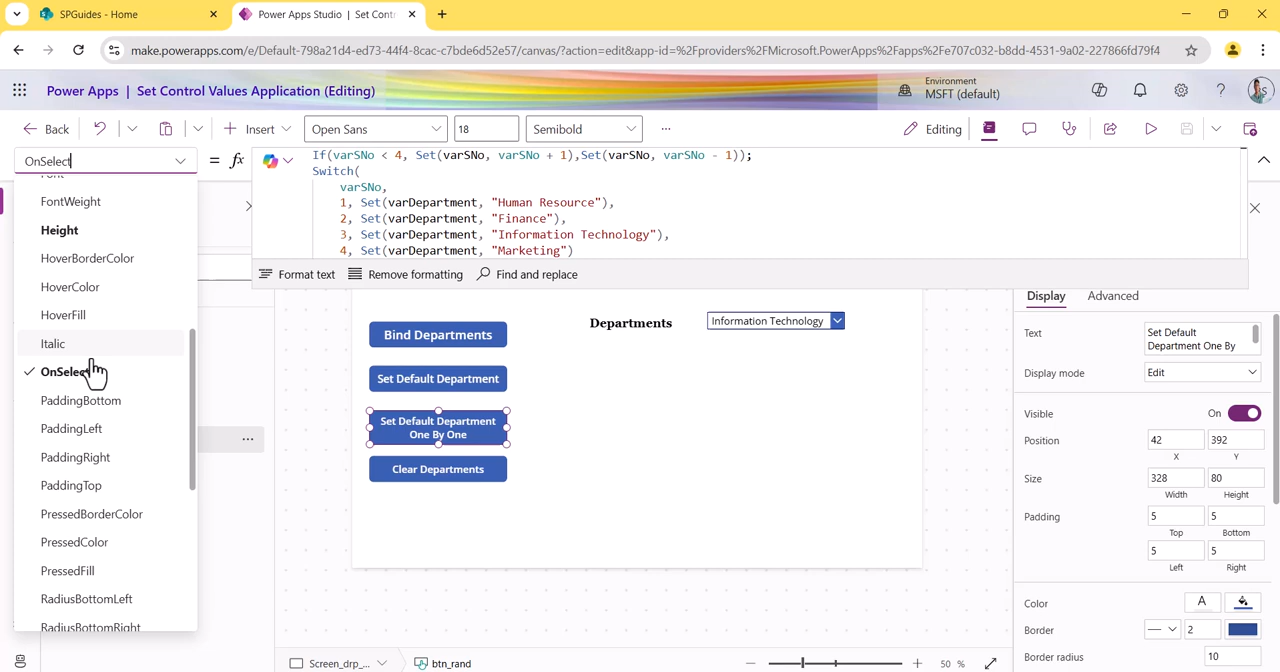 SPGuides - Home
Power Apps Studio | Set Contr
make.powerapps.com/e/Default-798a21d4-ed73-44f4-8cac-c7bde6d52e57/canvas/?action=edit&app-id=%2Fproviders%2FMicrosoft.PowerApps%2Fapps%2Fe707c032-b8dd-4531-9a02-227866fd79f4
Power Apps | Set Control Values Application (Editing)
Environment
MSFT (default)
Back
Insert
Open Sans
18
Semibold
Editing
OnSelect
= fx
If(varSNo < 4, Set(varSNo, varSNo + 1),Set(varSNo, varSNo - 1));
Switch(
varSNo,
1, Set(varDepartment, "Human Resource"),
2, Set(varDepartment, "Finance"),
3, Set(varDepartment, "Information Technology"),
4, Set(varDepartment, "Marketing")
Format text
Remove formatting
Find and replace
Font
FontWeight
Height
HoverBorderColor
HoverColor
HoverFill
Italic
OnSelect
PaddingBottom
PaddingLeft
PaddingRight
PaddingTop
PressedBorderColor
PressedColor
PressedFill
RadiusBottomLeft
RadiusBottomRight
Bind Departments
Set Default Department
Set Default Department
One By One
Clear Departments
Departments
Information Technology
Display
Advanced
Text
Set Default
Department One By
Display mode
Edit
Visible
On
Position
42
392
X
Y
Size
328
80
Width
Height
Padding
5
5
Top
Bottom
5
5
Left
Right
Color
A
Border
2
Border radius
10
Screen_drp_...
btn_rand
50 %